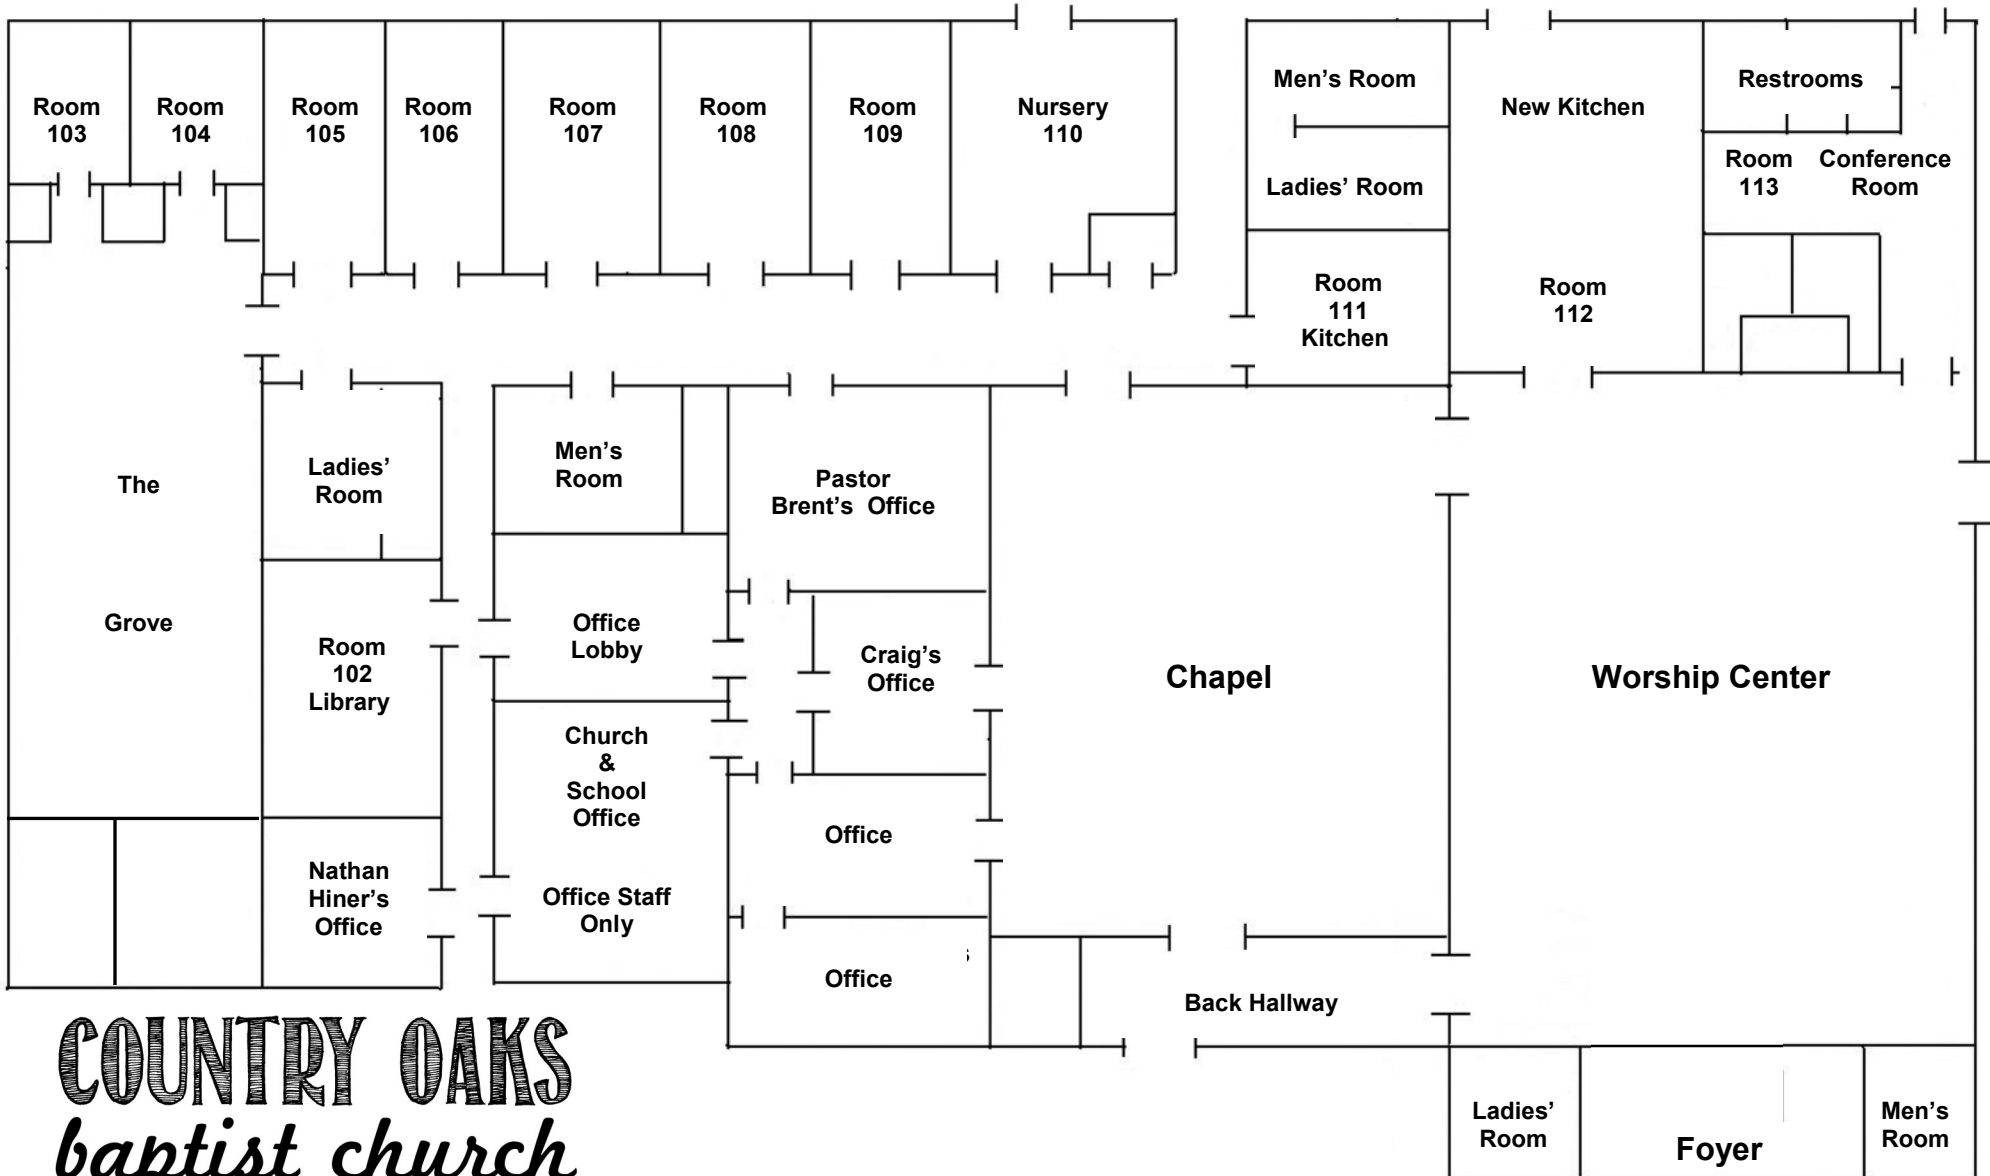 Room
103
Room
104
Room
105
Room
106
Room
107
Room
108
Room
109
Nursery
110
Men's Room
Ladies' Room
New Kitchen
Restrooms
Room
113
Conference
Room
Room
111
Kitchen
Room
112
The
Grove
Ladies'
Room
Men's
Room
Pastor
Brent's Office
Office
Lobby
Room
102
Library
Craig's
Office
Chapel
Worship Center
Church
&
School
Office
Office Staff
Only
Office
Nathan
Hiner's
Office
Office
Back Hallway
Ladies'
Room
Foyer
Men's
Room
COUNTRY OAKS
baptist church